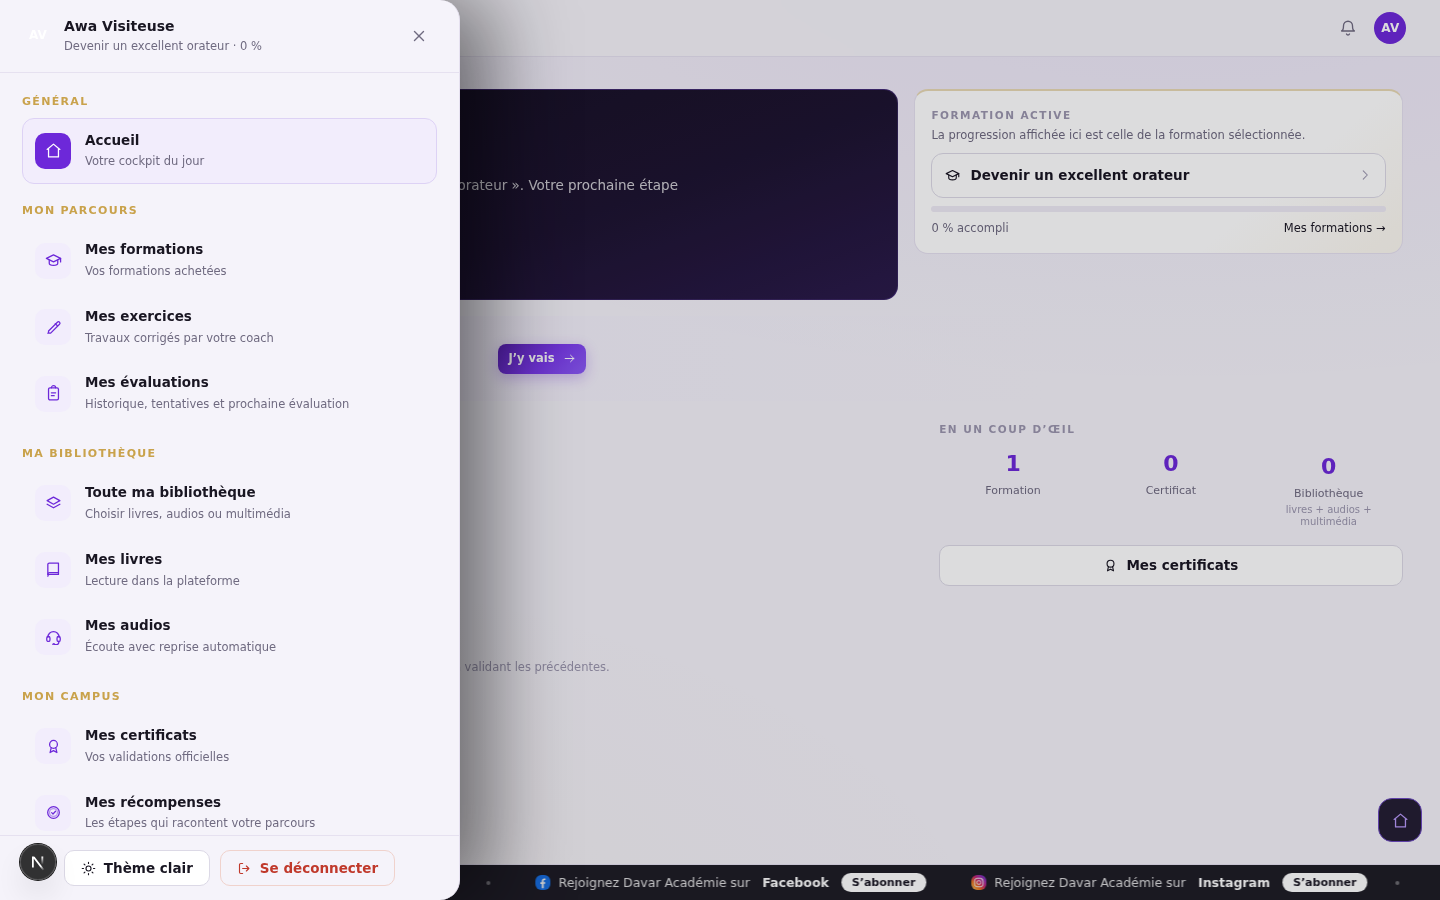 AV
Awa Visiteuse
Devenir un excellent orateur · 0 %
GÉNÉRAL
Accueil
Votre cockpit du jour
MON PARCOURS
Mes formations
Vos formations achetées
Mes exercices
Travaux corrigés par votre coach
Mes évaluations
Historique, tentatives et prochaine évaluation
MA BIBLIOTHÈQUE
Toute ma bibliothèque
Choisir livres, audios ou multimédia
Mes livres
Lecture dans la plateforme
Mes audios
Écoute avec reprise automatique
MON CAMPUS
Mes certificats
Vos validations officielles
Mes récompenses
Les étapes qui racontent votre parcours
N
Thème clair
Se déconnecter
AV
orateur ». Votre prochaine étape
J’y vais →
validant les précédentes.
FORMATION ACTIVE
La progression affichée ici est celle de la formation sélectionnée.
Devenir un excellent orateur
0 % accompli
Mes formations →
EN UN COUP D’ŒIL
1
Formation
0
Certificat
0
Bibliothèque
livres + audios +
multimédia
Mes certificats
Rejoignez Davar Académie sur Facebook S’abonner
Rejoignez Davar Académie sur Instagram S’abonner